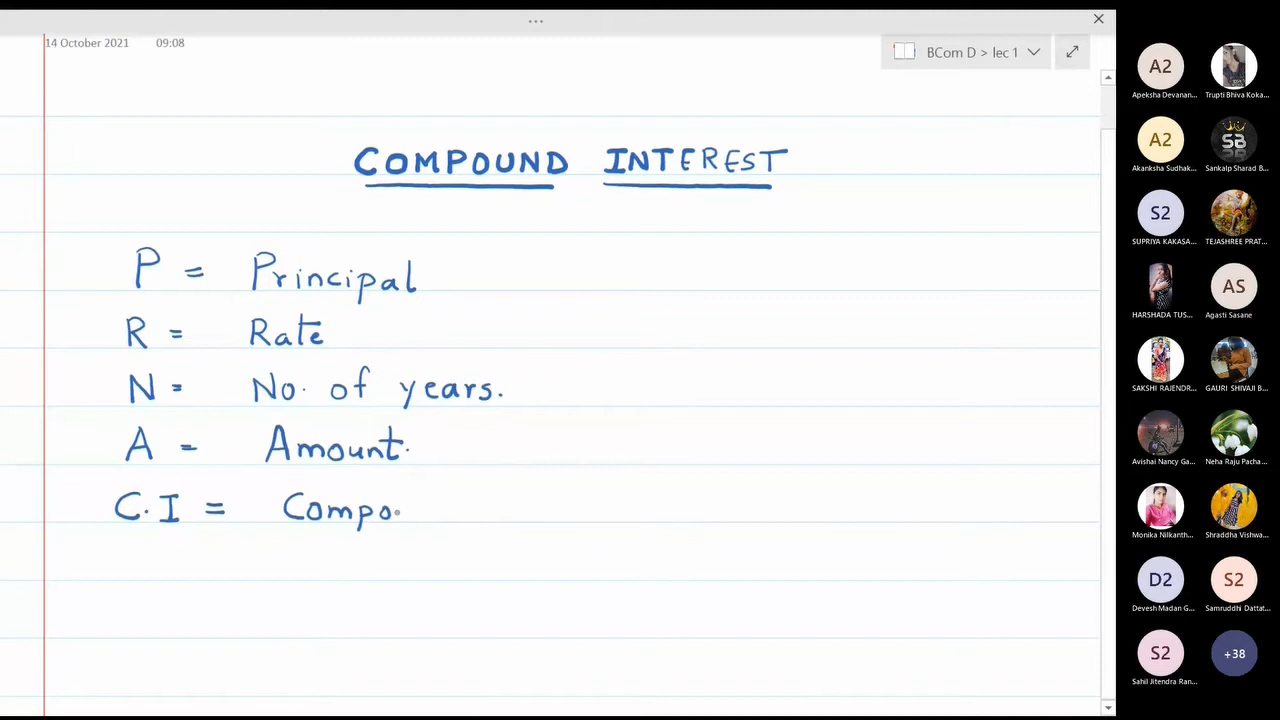 14 October 2021 09:08
BCom D > lec 1
COMPOUND INTEREST
P = Principal
R = Rate
N = No. of years.
A = Amount.
C.I = Compo
A2 
Apeksha Devanan... Trupti Bhiva Koka...
A2 SB
Akanksha Sudhak... Sankalp Sharad B...
S2
SUPRIYA KAKASA... TEJASHREE PRAT...
AS
HARSHADA TUS... Agasti Sasane
SAKSHI RAJENDR... GAURI SHIVAJI B...
Avishai Nancy Ga... Neha Raju Pacha...
Monika Nilkanth... Shraddha Vishwa...
D2 S2
Devesh Madan G... Samruddhi Dattat...
S2 +38
Sahil Jitendra Ran...